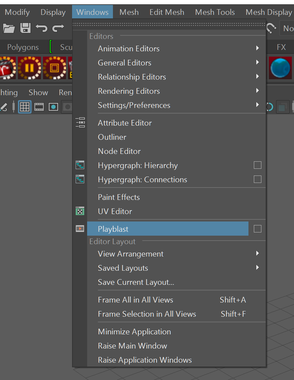 Modify Display Windows Mesh Edit Mesh Mesh Tools Mesh Display
No
Polygons Scu FX
Editors
Animation Editors
General Editors
Relationship Editors
Rendering Editors
Settings/Preferences
hting Show Ren
Attribute Editor
Outliner
Node Editor
Hypergraph: Hierarchy
Hypergraph: Connections
Paint Effects
UV Editor
Playblast
Editor Layout
View Arrangement
Saved Layouts
Save Current Layout...
Frame All in All Views Shift+A
Frame Selection in All Views Shift+F
Minimize Application
Raise Main Window
Raise Application Windows